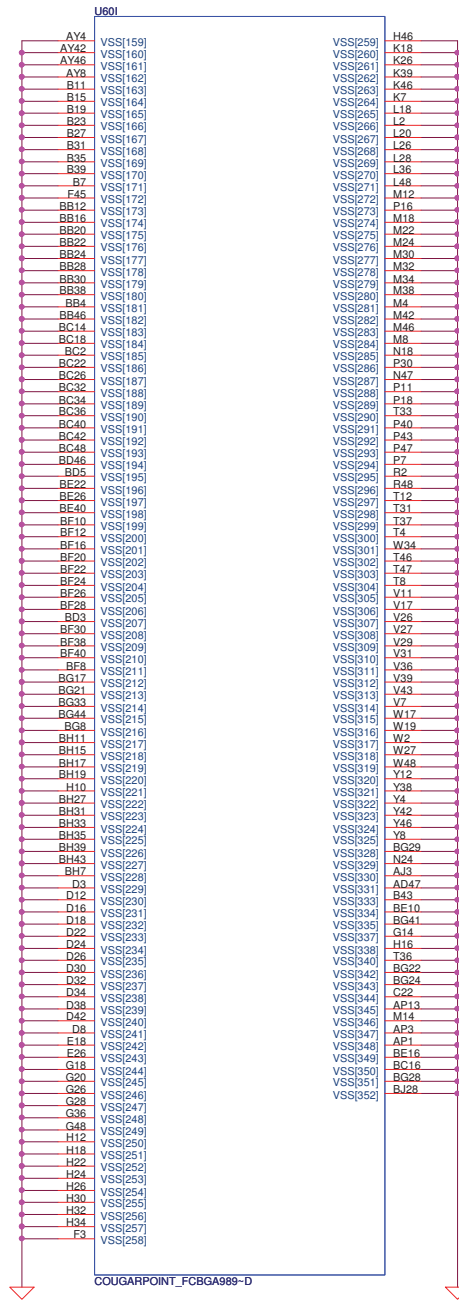 U60I
AY4 VSS[159]
AY42 VSS[160]
AY46 VSS[161]
AY8 VSS[162]
B11 VSS[163]
B15 VSS[164]
B19 VSS[165]
B23 VSS[166]
B27 VSS[167]
B31 VSS[168]
B35 VSS[169]
B39 VSS[170]
B7 VSS[171]
F45 VSS[172]
BB12 VSS[173]
BB16 VSS[174]
BB20 VSS[175]
BB22 VSS[176]
BB24 VSS[177]
BB28 VSS[178]
BB30 VSS[179]
BB38 VSS[180]
BB4 VSS[181]
BB46 VSS[182]
BC14 VSS[183]
BC18 VSS[184]
BC2 VSS[185]
BC22 VSS[186]
BC26 VSS[187]
BC32 VSS[188]
BC34 VSS[189]
BC36 VSS[190]
BC40 VSS[191]
BC42 VSS[192]
BC48 VSS[193]
BD46 VSS[194]
BD5 VSS[195]
BE22 VSS[196]
BE26 VSS[197]
BE40 VSS[198]
BF10 VSS[199]
BF12 VSS[200]
BF16 VSS[201]
BF20 VSS[202]
BF22 VSS[203]
BF24 VSS[204]
BF26 VSS[205]
BF28 VSS[206]
BD3 VSS[207]
BF30 VSS[208]
BF38 VSS[209]
BF40 VSS[210]
BF8 VSS[211]
BG17 VSS[212]
BG21 VSS[213]
BG33 VSS[214]
BG44 VSS[215]
BG8 VSS[216]
BH11 VSS[217]
BH15 VSS[218]
BH17 VSS[219]
BH19 VSS[220]
H10 VSS[221]
BH27 VSS[222]
BH31 VSS[223]
BH33 VSS[224]
BH35 VSS[225]
BH39 VSS[226]
BH43 VSS[227]
BH7 VSS[228]
D3 VSS[229]
D12 VSS[230]
D16 VSS[231]
D18 VSS[232]
D22 VSS[233]
D24 VSS[234]
D26 VSS[235]
D30 VSS[236]
D32 VSS[237]
D34 VSS[238]
D38 VSS[239]
D42 VSS[240]
D8 VSS[241]
E18 VSS[242]
E26 VSS[243]
G18 VSS[244]
G20 VSS[245]
G26 VSS[246]
G28 VSS[247]
G36 VSS[248]
G48 VSS[249]
H12 VSS[250]
H18 VSS[251]
H22 VSS[252]
H24 VSS[253]
H26 VSS[254]
H30 VSS[255]
H32 VSS[256]
H34 VSS[257]
F3 VSS[258]
VSS[259] H46
VSS[260] K18
VSS[261] K26
VSS[262] K39
VSS[263] K46
VSS[264] K7
VSS[265] L18
VSS[266] L2
VSS[267] L20
VSS[268] L26
VSS[269] L28
VSS[270] L36
VSS[271] L48
VSS[272] M12
VSS[273] P16
VSS[274] M18
VSS[275] M22
VSS[276] M24
VSS[277] M30
VSS[278] M32
VSS[279] M34
VSS[280] M38
VSS[281] M4
VSS[282] M42
VSS[283] M46
VSS[284] M8
VSS[285] N18
VSS[286] P30
VSS[287] N47
VSS[288] P11
VSS[289] P18
VSS[290] T33
VSS[291] P40
VSS[292] P43
VSS[293] P47
VSS[294] P7
VSS[295] R2
VSS[296] R48
VSS[297] T12
VSS[298] T31
VSS[299] T37
VSS[300] T4
VSS[301] W34
VSS[302] T46
VSS[303] T47
VSS[304] T8
VSS[305] V11
VSS[306] V17
VSS[307] V26
VSS[308] V27
VSS[309] V29
VSS[310] V31
VSS[311] V36
VSS[312] V39
VSS[313] V43
VSS[314] V7
VSS[315] W17
VSS[316] W19
VSS[317] W2
VSS[318] W27
VSS[319] W48
VSS[320] Y12
VSS[321] Y38
VSS[322] Y4
VSS[323] Y42
VSS[324] Y46
VSS[325] Y8
VSS[328] BG29
VSS[329] N24
VSS[330] AJ3
VSS[331] AD47
VSS[333] B43
VSS[334] BE10
VSS[335] BG41
VSS[337] G14
VSS[338] H16
VSS[340] T36
VSS[342] BG22
VSS[343] BG24
VSS[344] C22
VSS[345] AP13
VSS[346] M14
VSS[347] AP3
VSS[348] AP1
VSS[349] BE16
VSS[350] BC16
VSS[351] BG28
VSS[352] BJ28
COUGARPOINT_FCBGA989~D